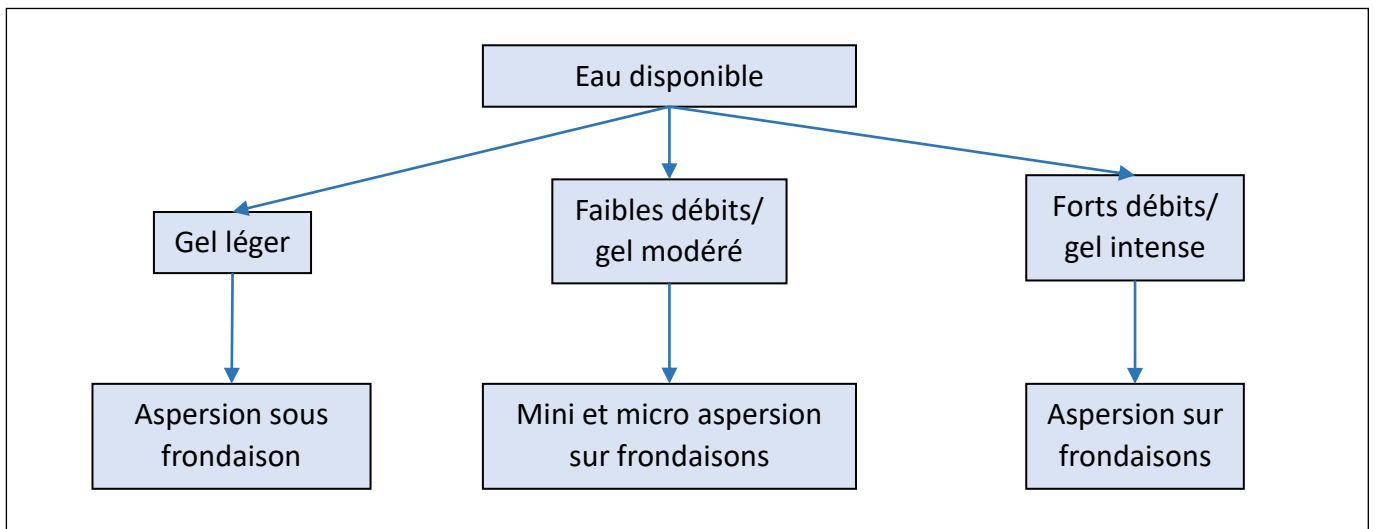 Eau disponible
Gel léger
Faibles débits/
gel modéré
Forts débits/
gel intense
Aspersion sous
frondaison
Mini et micro aspersion
sur frondaisons
Aspersion sur
frondaisons